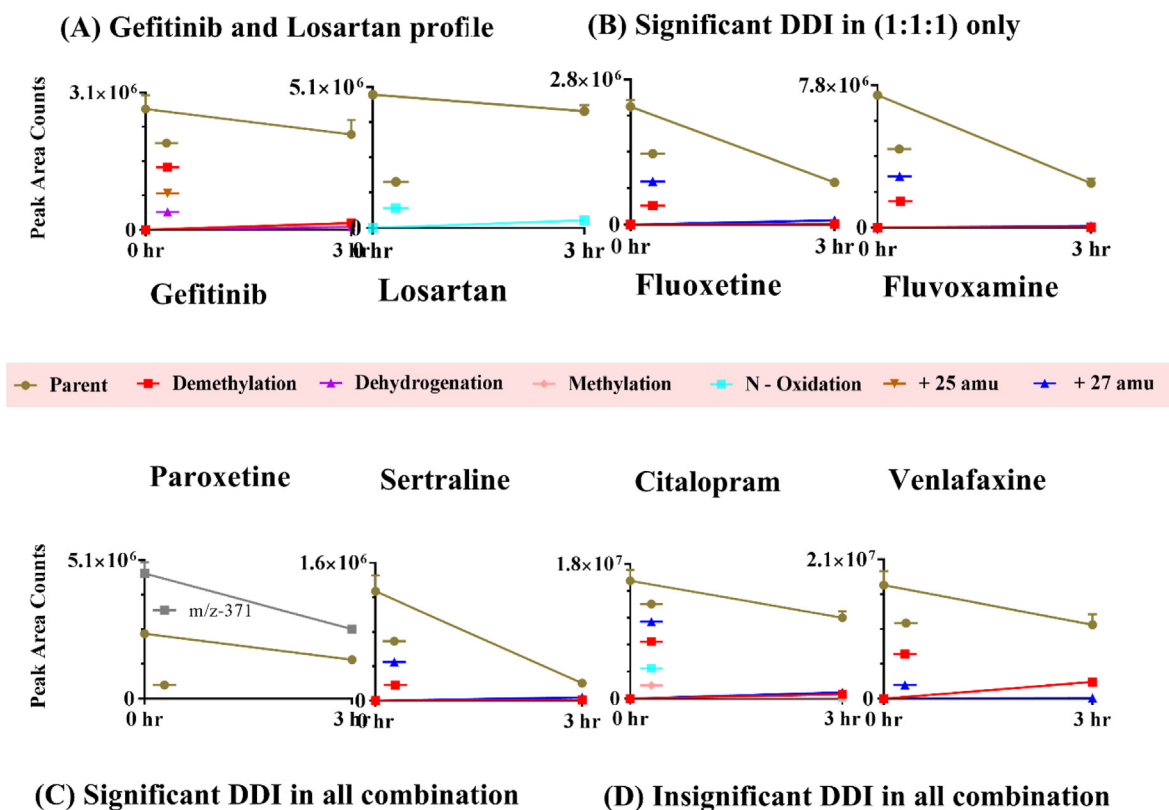 (A) Gefitinib and Losartan profile
(B) Significant DDI in (1:1:1) only
Peak Area Counts
3.1×10⁶
0
0 hr
3 hr
Gefitinib
5.1×10⁶
0
0 hr
3 hr
Losartan
2.8×10⁶
0
0 hr
3 hr
Fluoxetine
7.8×10⁶
0
0 hr
3 hr
Fluvoxamine
Parent Demethylation Dehydrogenation Methylation N - Oxidation + 25 amu + 27 amu
Paroxetine
Peak Area Counts
5.1×10⁶
m/z-371
0
0 hr
3 hr
Sertraline
1.6×10⁶
0
0 hr
3 hr
Citalopram
1.8×10⁷
0
0 hr
3 hr
Venlafaxine
2.1×10⁷
0
0 hr
3 hr
(C) Significant DDI in all combination
(D) Insignificant DDI in all combination